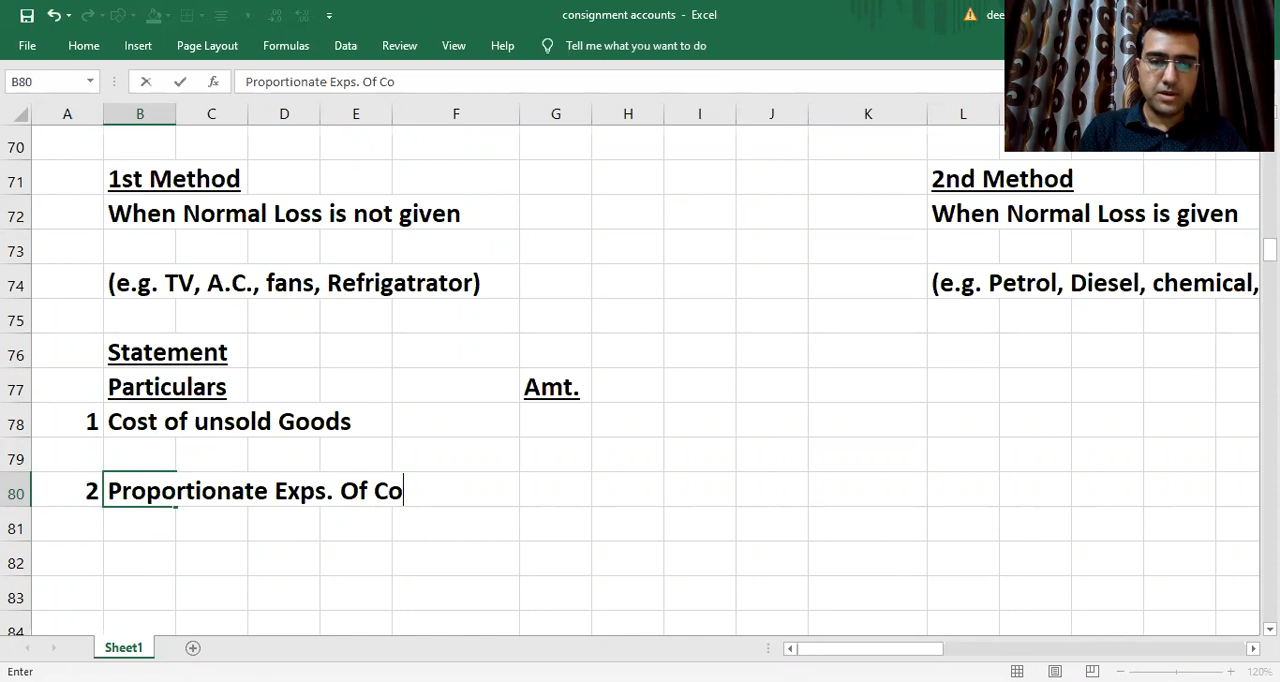 consignment accounts - Excel
dee
File Home Insert Page Layout Formulas Data Review View Help Tell me what you want to do
B80 fx Proportionate Exps. Of Co
A B C D E F G H I J K L
70
71 1st Method 2nd Method
72 When Normal Loss is not given When Normal Loss is given
73
74 (e.g. TV, A.C., fans, Refrigatrator) (e.g. Petrol, Diesel, chemical,
75
76 Statement
77 Particulars Amt.
78 1 Cost of unsold Goods
79
80 2 Proportionate Exps. Of Co
81
82
83
84
Sheet1
Enter 120%